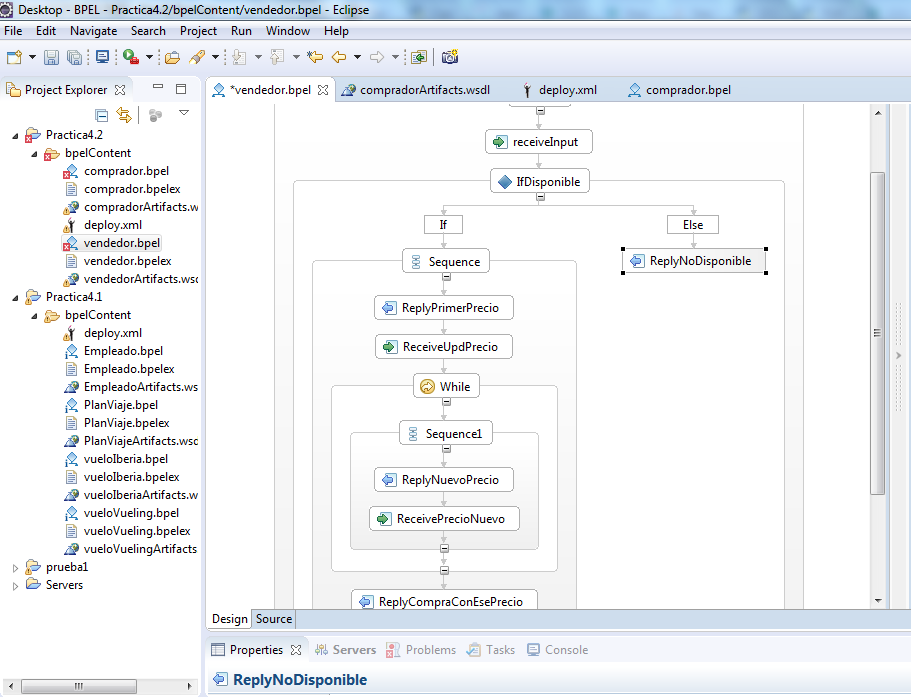 Desktop - BPEL - Practica4.2/bpelContent/vendedor.bpel - Eclipse
File Edit Navigate Search Project Run Window Help
Project Explorer
*vendedor.bpel compradorArtifacts.wsdl deploy.xml comprador.bpel
Practica4.2
bpelContent
comprador.bpel
comprador.bpelex
compradorArtifacts.w
deploy.xml
vendedor.bpel
vendedor.bpelex
vendedorArtifacts.wsd
Practica4.1
bpelContent
deploy.xml
Empleado.bpel
Empleado.bpelex
EmpleadoArtifacts.ws
PlanViaje.bpel
PlanViaje.bpelex
PlanViajeArtifacts.wsd
vueloIberia.bpel
vueloIberia.bpelex
vueloIberiaArtifacts.w
vueloVueling.bpel
vueloVueling.bpelex
vueloVuelingArtifacts
prueba1
Servers
receiveInput
IfDisponible
If
Else
Sequence
ReplyNoDisponible
ReplyPrimerPrecio
ReceiveUpdPrecio
While
Sequence1
ReplyNuevoPrecio
ReceivePrecioNuevo
ReplyCompraConEsePrecio
Design Source
Properties Servers Problems Tasks Console
ReplyNoDisponible